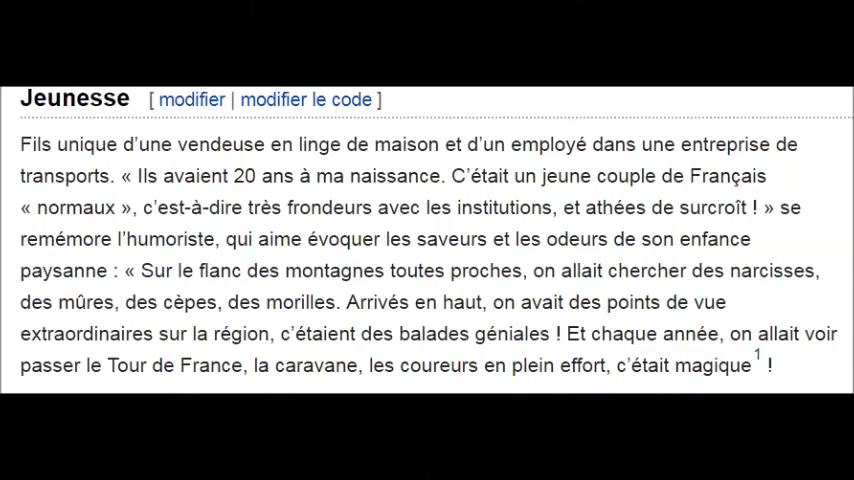 Jeunesse [ modifier | modifier le code ]
Fils unique d’une vendeuse en linge de maison et d’un employé dans une entreprise de
transports. « Ils avaient 20 ans à ma naissance. C’était un jeune couple de Français
« normaux », c’est-à-dire très frondeurs avec les institutions, et athées de surcroît ! » se
remémore l’humoriste, qui aime évoquer les saveurs et les odeurs de son enfance
paysanne : « Sur le flanc des montagnes toutes proches, on allait chercher des narcisses,
des mûres, des cèpes, des morilles. Arrivés en haut, on avait des points de vue
extraordinaires sur la région, c’étaient des balades géniales ! Et chaque année, on allait voir
passer le Tour de France, la caravane, les coureurs en plein effort, c’était magique1 !